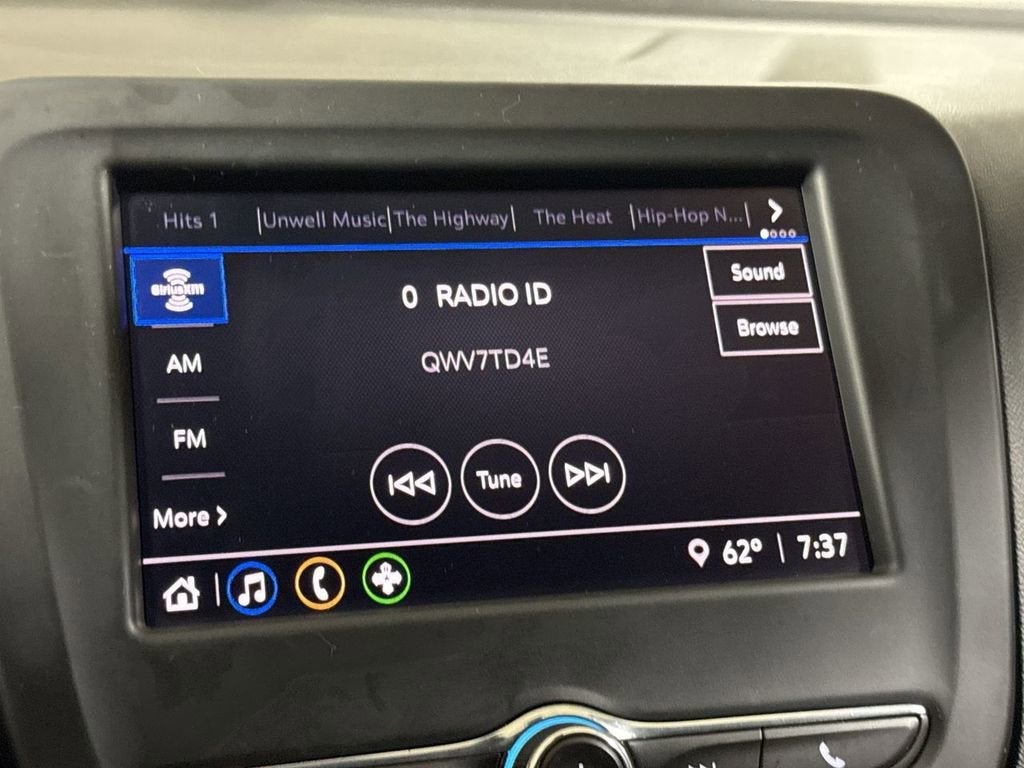 Hits 1 Unwell Music The Highway The Heat Hip-Hop N...
SiriusXM
0 RADIO ID
Sound
Browse
AM
QWV7TD4E
FM
Tune
More
62° 7:37